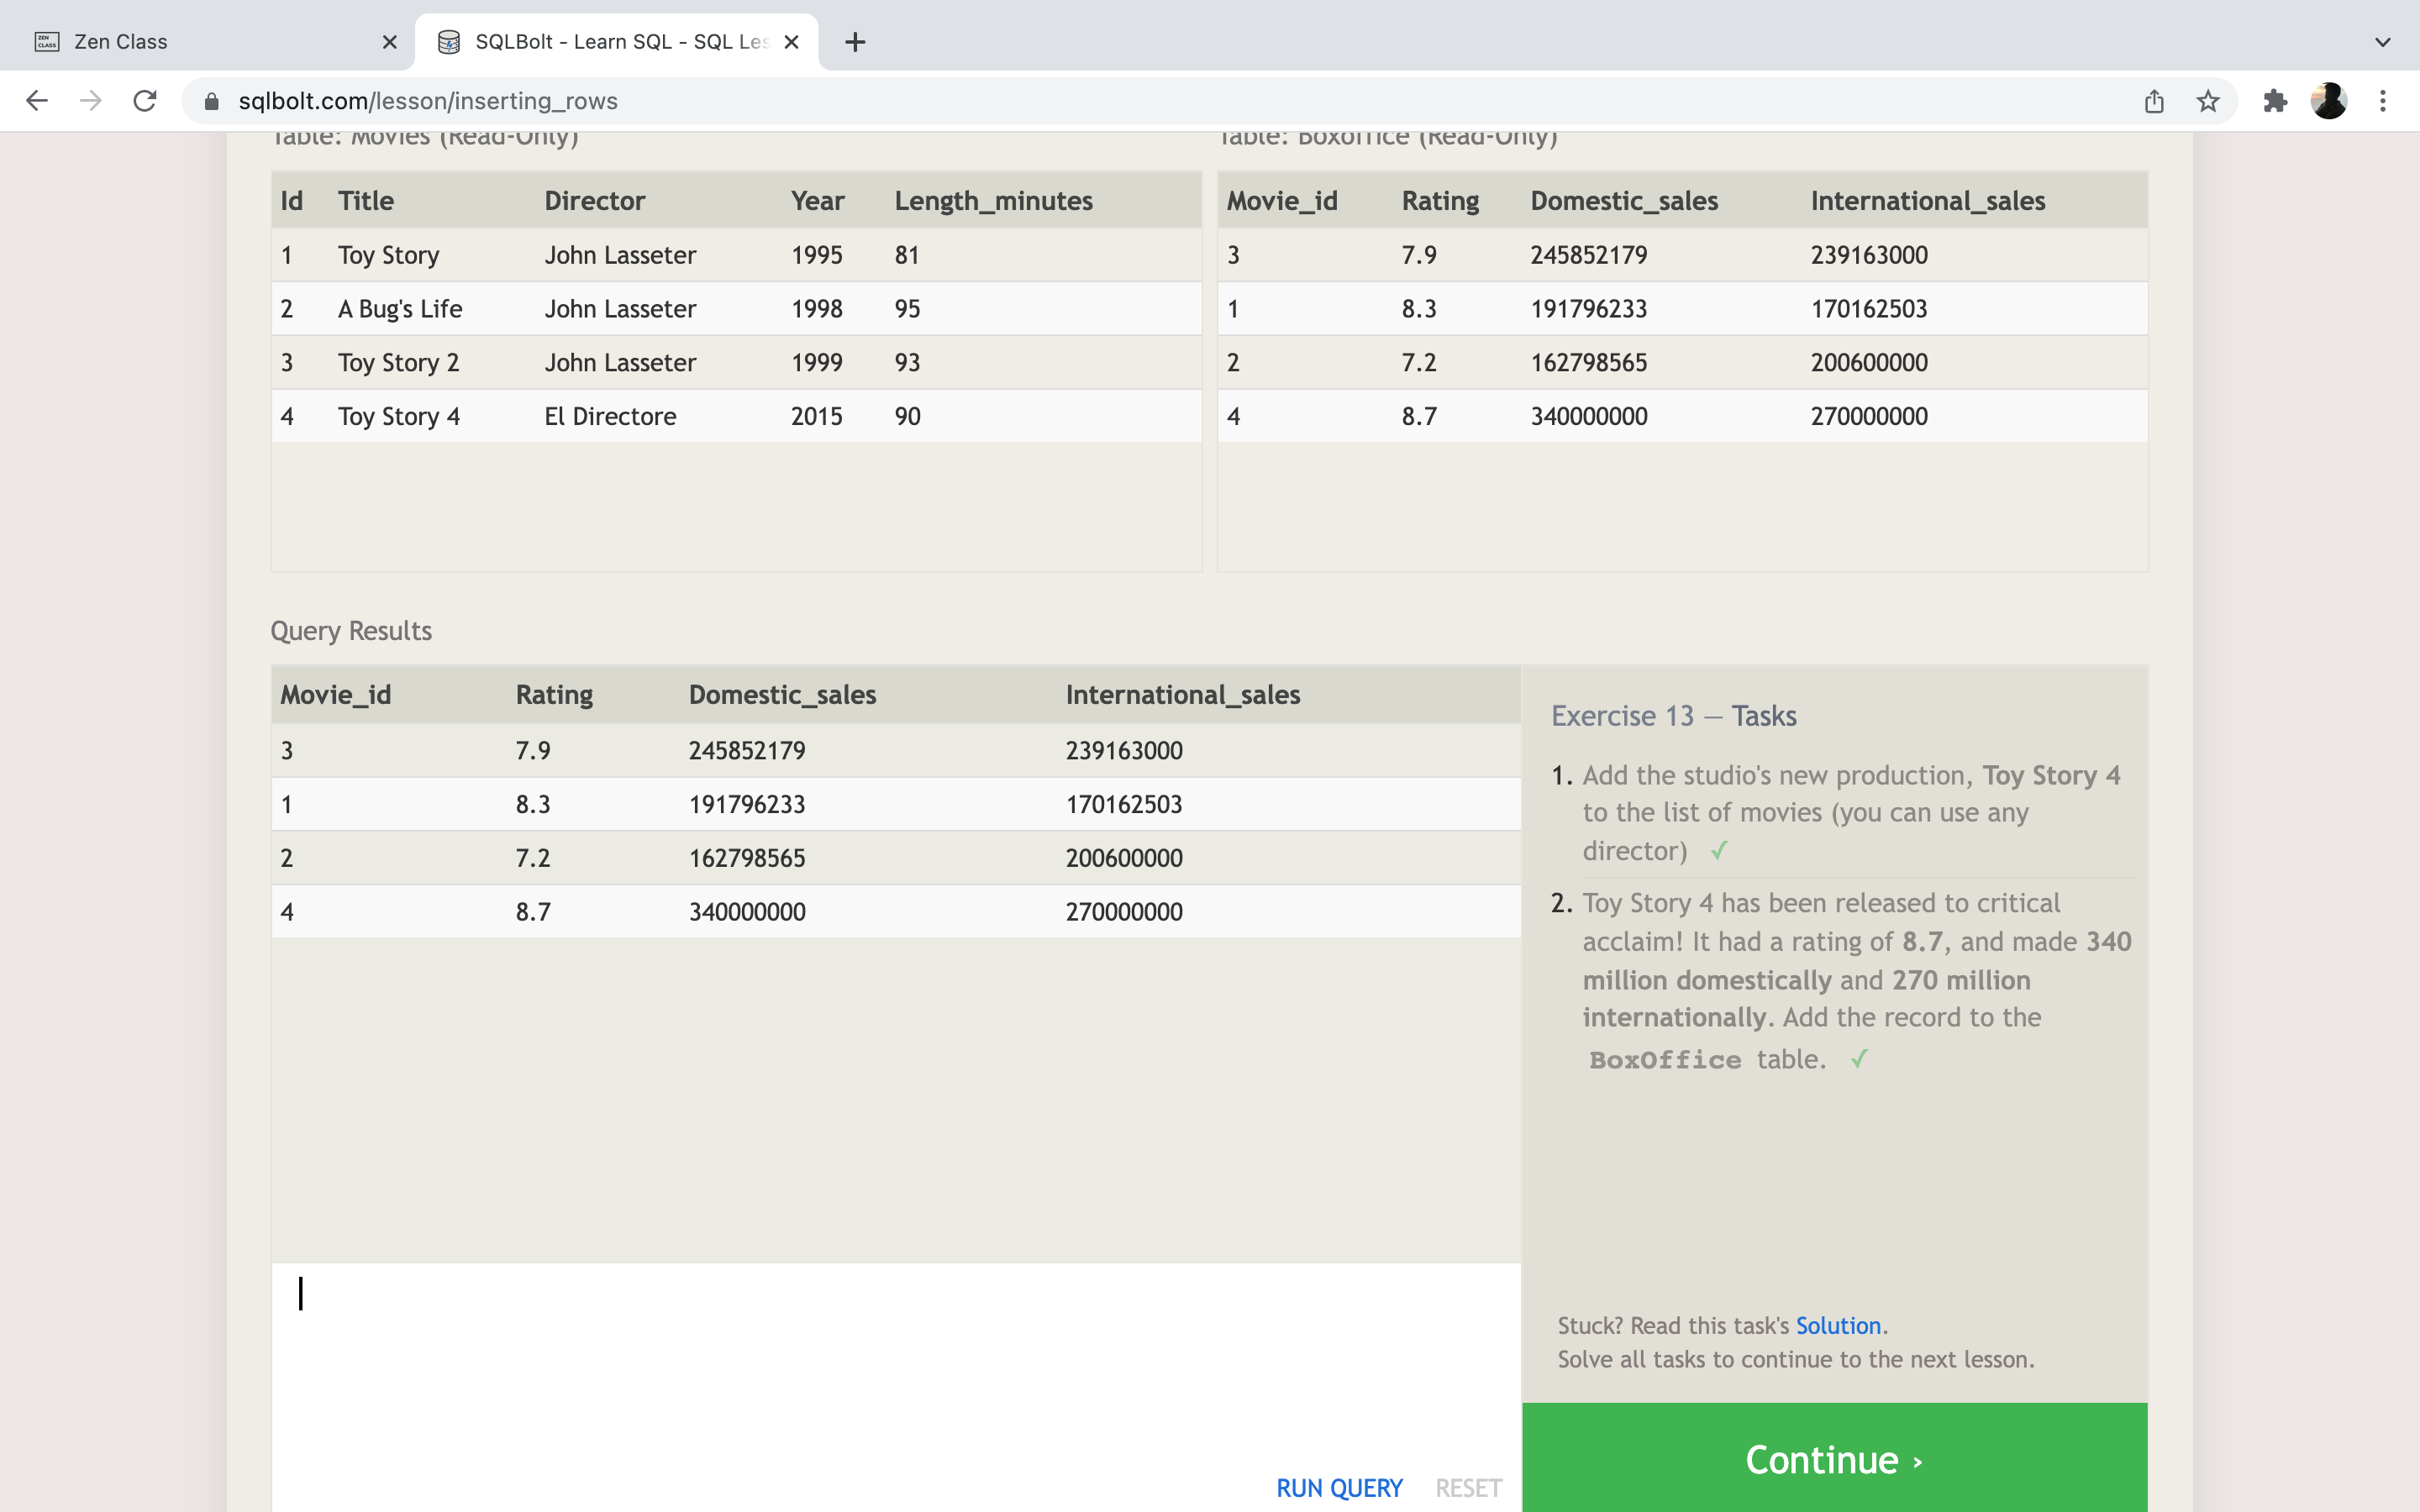 Zen Class
SQLBolt - Learn SQL - SQL Les
sqlbolt.com/lesson/inserting_rows
Table: Movies (Read-Only)
Table: Boxoffice (Read-Only)
Id Title Director Year Length_minutes
1 Toy Story John Lasseter 1995 81
2 A Bug's Life John Lasseter 1998 95
3 Toy Story 2 John Lasseter 1999 93
4 Toy Story 4 El Directore 2015 90
Movie_id Rating Domestic_sales International_sales
3 7.9 245852179 239163000
1 8.3 191796233 170162503
2 7.2 162798565 200600000
4 8.7 340000000 270000000
Query Results
Movie_id Rating Domestic_sales International_sales
3 7.9 245852179 239163000
1 8.3 191796233 170162503
2 7.2 162798565 200600000
4 8.7 340000000 270000000
Exercise 13 — Tasks
1. Add the studio's new production, Toy Story 4
to the list of movies (you can use any
director) ✓
2. Toy Story 4 has been released to critical
acclaim! It had a rating of 8.7, and made 340
million domestically and 270 million
internationally. Add the record to the
BoxOffice table. ✓
Stuck? Read this task's Solution.
Solve all tasks to continue to the next lesson.
RUN QUERY RESET
Continue ›